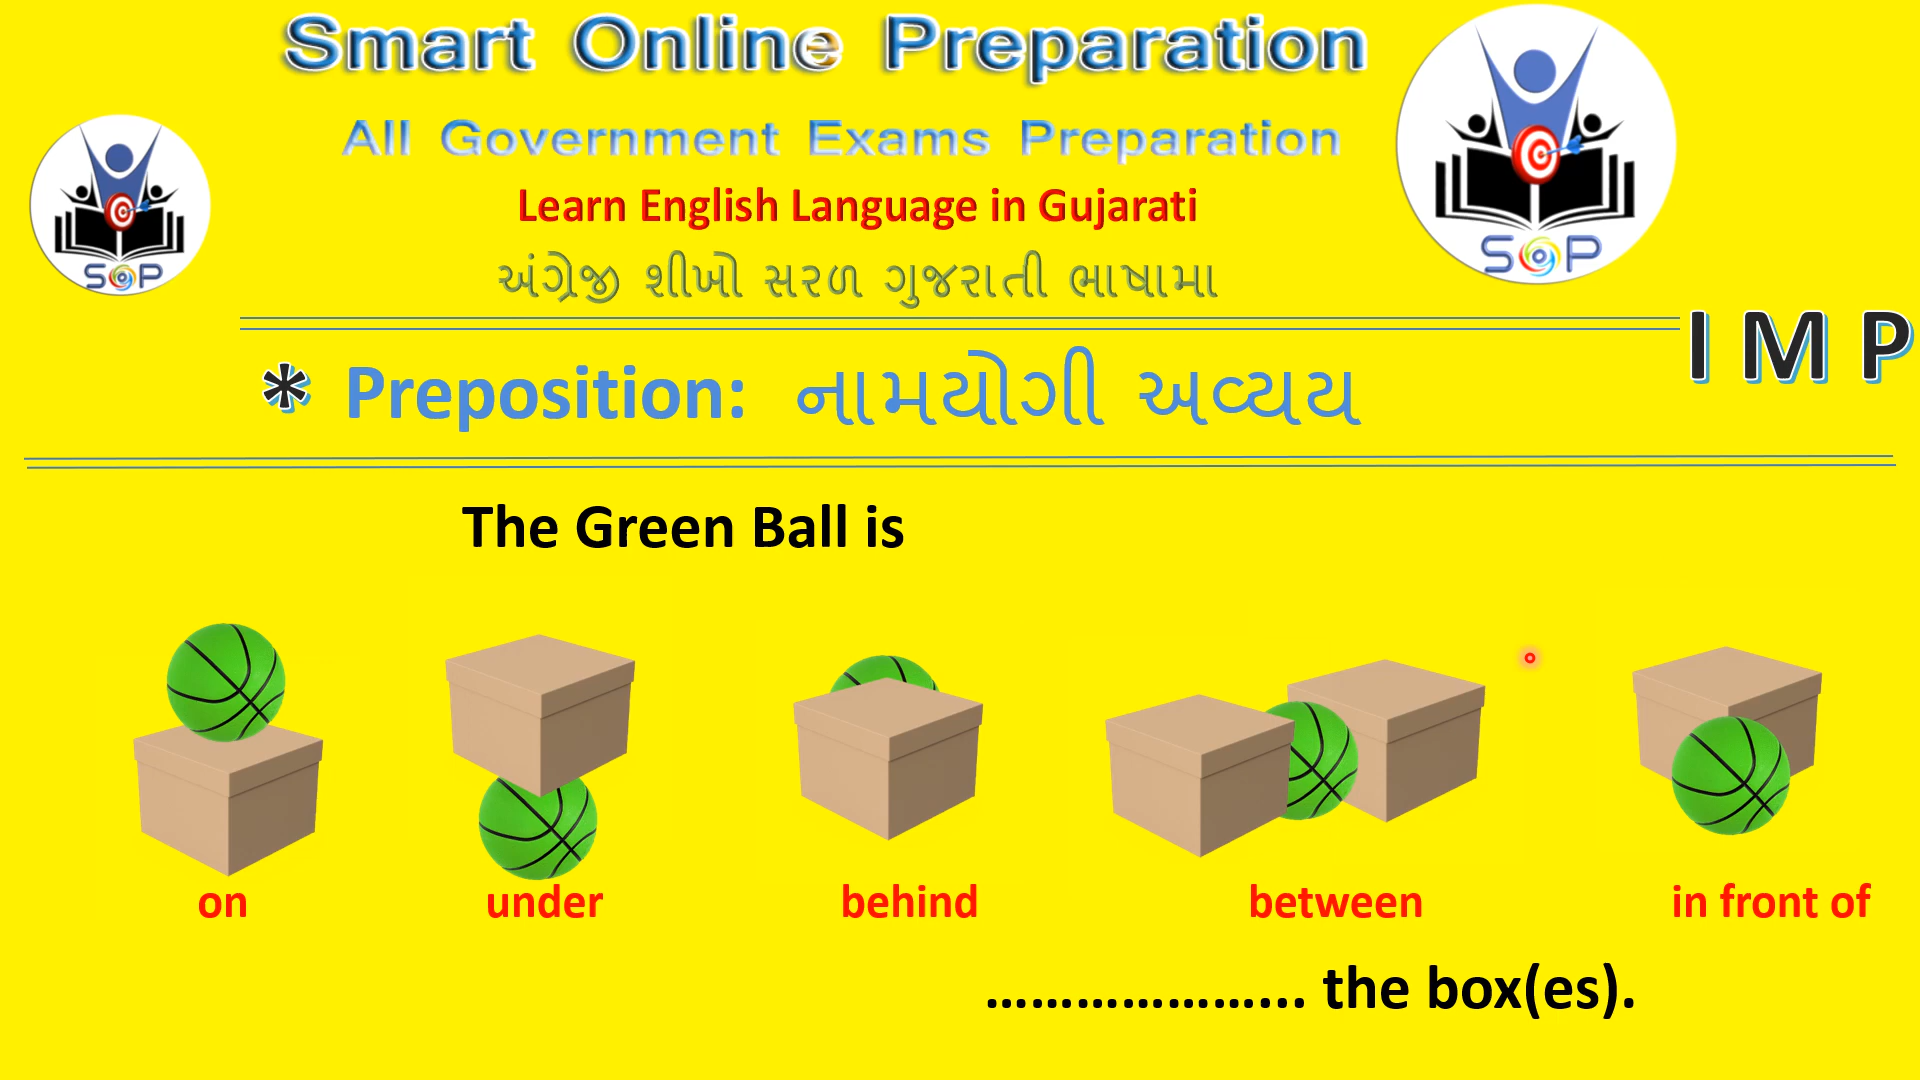 Smart Online Preparation
All Government Exams Preparation
Learn English Language in Gujarati
અંગ્રેજી શીખો સરળ ગુજરાતી ભાષામા
SOP
SOP
I M P
* Preposition: નામયોગી અવ્યય
The Green Ball is
on under behind between in front of
………………… the box(es).